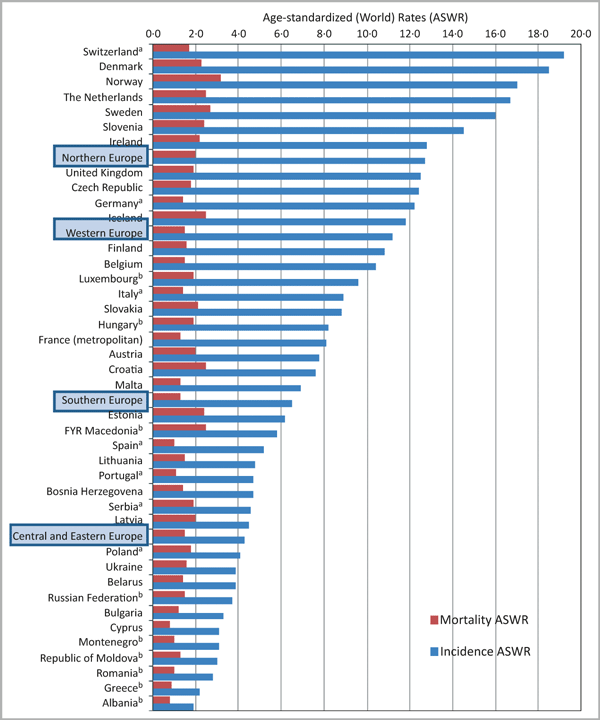 Age-standardized (World) Rates (ASWR)
0·0 2·0 4·0 6·0 8·0 10·0 12·0 14·0 16·0 18·0 20·0
Switzerlandᵃ
Denmark
Norway
The Netherlands
Sweden
Slovenia
Ireland
Northern Europe
United Kingdom
Czech Republic
Germanyᵃ
Iceland
Western Europe
Finland
Belgium
Luxembourgᵇ
Italyᵃ
Slovakia
Hungaryᵇ
France (metropolitan)
Austria
Croatia
Malta
Southern Europe
Estonia
FYR Macedoniaᵇ
Spainᵃ
Lithuania
Portugalᵃ
Bosnia Herzegovena
Serbiaᵃ
Latvia
Central and Eastern Europe
Polandᵃ
Ukraine
Belarus
Russian Federationᵇ
Bulgaria
Cyprus
Montenegroᵇ
Republic of Moldovaᵇ
Romaniaᵇ
Greeceᵇ
Albaniaᵇ
Mortality ASWR
Incidence ASWR